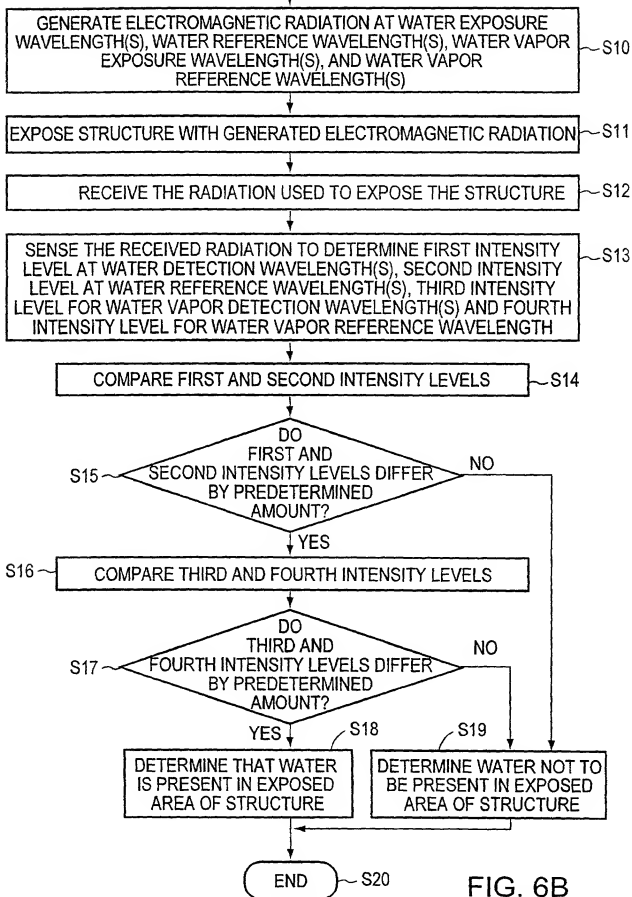 GENERATE ELECTROMAGNETIC RADIATION AT WATER EXPOSURE
WAVELENGTH(S), WATER REFERENCE WAVELENGTH(S), WATER VAPOR
EXPOSURE WAVELENGTH(S), AND WATER VAPOR
REFERENCE WAVELENGTH(S)
S10
EXPOSE STRUCTURE WITH GENERATED ELECTROMAGNETIC RADIATION
S11
RECEIVE THE RADIATION USED TO EXPOSE THE STRUCTURE
S12
SENSE THE RECEIVED RADIATION TO DETERMINE FIRST INTENSITY
LEVEL AT WATER DETECTION WAVELENGTH(S), SECOND INTENSITY
LEVEL AT WATER REFERENCE WAVELENGTH(S), THIRD INTENSITY
LEVEL FOR WATER VAPOR DETECTION WAVELENGTH(S) AND FOURTH
INTENSITY LEVEL FOR WATER VAPOR REFERENCE WAVELENGTH
S13
COMPARE FIRST AND SECOND INTENSITY LEVELS
S14
S15
DO
FIRST AND
SECOND INTENSITY LEVELS DIFFER
BY PREDETERMINED
AMOUNT?
NO
YES
S16
COMPARE THIRD AND FOURTH INTENSITY LEVELS
S17
DO
THIRD AND
FOURTH INTENSITY LEVELS DIFFER
BY PREDETERMINED
AMOUNT?
NO
YES
S18
S19
DETERMINE THAT WATER
IS PRESENT IN EXPOSED
AREA OF STRUCTURE
DETERMINE WATER NOT TO
BE PRESENT IN EXPOSED
AREA OF STRUCTURE
END
S20
FIG. 6B